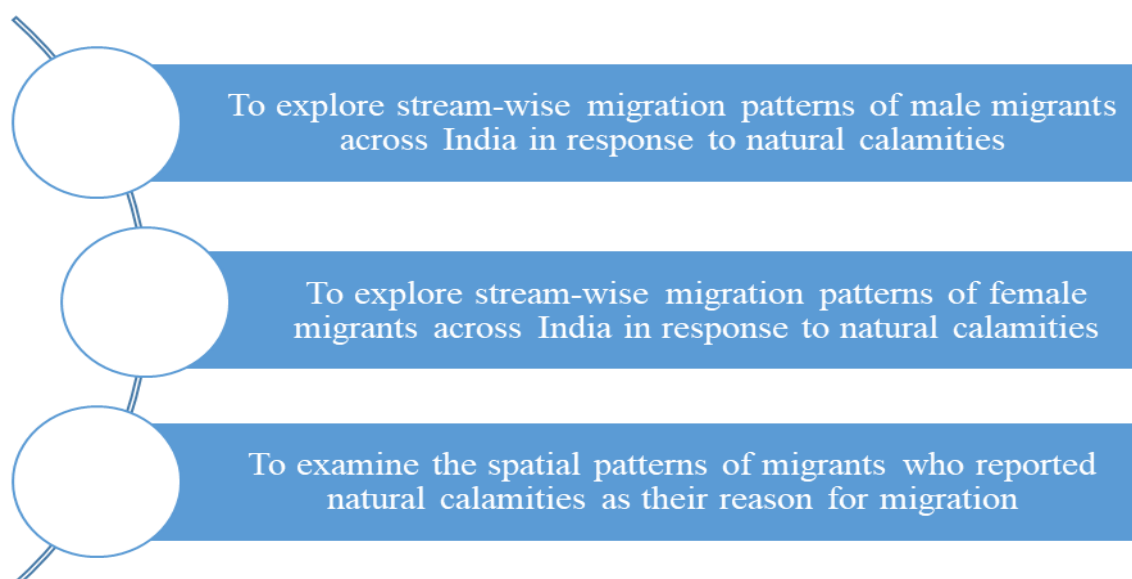 To explore stream-wise migration patterns of male migrants
across India in response to natural calamities
To explore stream-wise migration patterns of female
migrants across India in response to natural calamities
To examine the spatial patterns of migrants who reported
natural calamities as their reason for migration